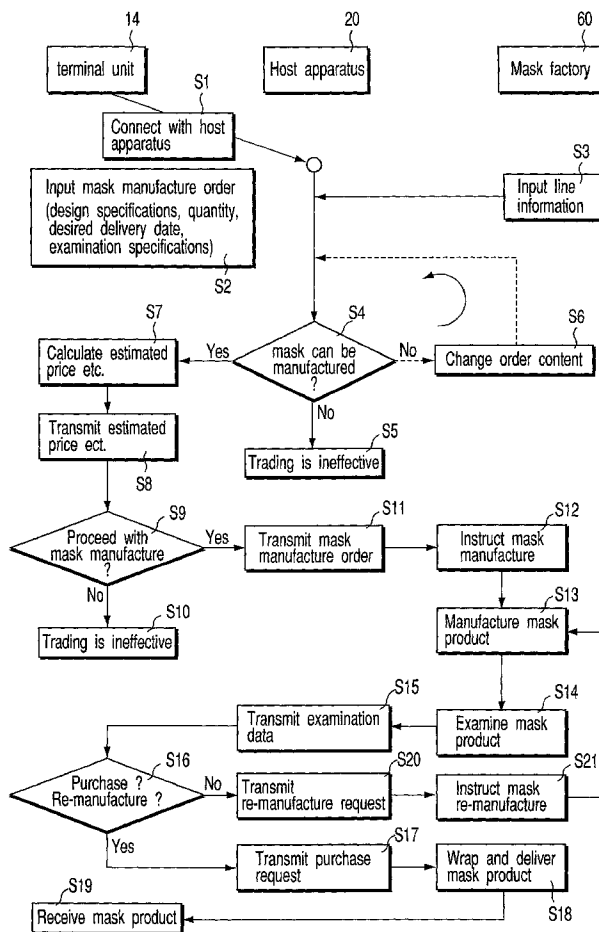 14
20
60
terminal unit
Host apparatus
Mask factory
S1
Connect with host
apparatus
S3
Input line
information
Input mask manufacture order
(design specifications, quantity,
desired delivery date,
examination specifications)
S2
S7
S4
S6
Calculate estimated
price etc.
Yes
mask can be
manufactured
?
No
Change order content
No
S5
Trading is ineffective
Transmit estimated
price ect.
S8
S9
Proceed with
mask manufacture
?
Yes
S11
Transmit mask
manufacture order
S12
Instruct mask
manufacture
No
S10
Trading is ineffective
S13
Manufacture mask
product
S15
Transmit examination
data
S14
Examine mask
product
S16
Purchase ?
Re-manufacture ?
No
S20
Transmit
re-manufacture request
S21
Instruct mask
re-manufacture
Yes
S17
Transmit purchase
request
Wrap and deliver
mask product
S18
S19
Receive mask product